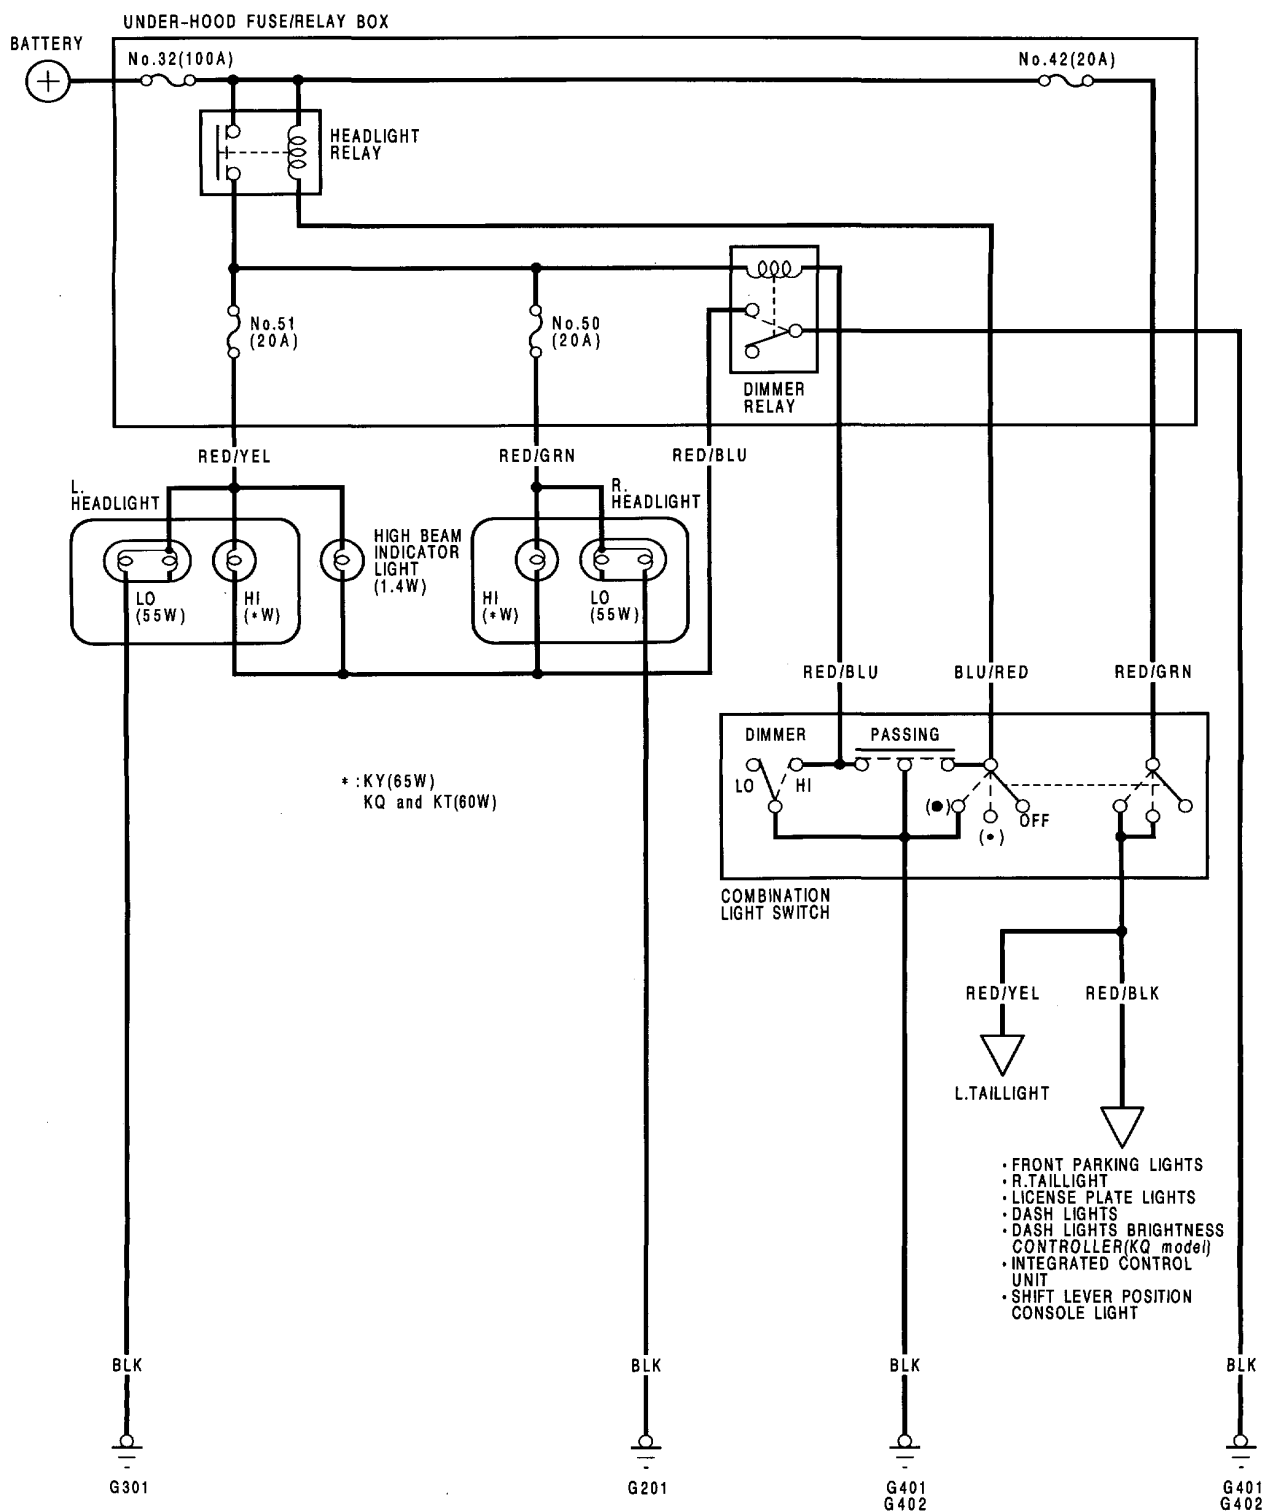 UNDER-HOOD FUSE/RELAY BOX
BATTERY
No.32(100A)
No.42(20A)
HEADLIGHT
RELAY
No.51
(20A)
No.50
(20A)
DIMMER
RELAY
RED/YEL
RED/GRN
RED/BLU
L.
HEADLIGHT
R.
HEADLIGHT
HIGH BEAM
INDICATOR
LIGHT
(1.4W)
LO
(55W)
HI
(*W)
HI
(*W)
LO
(55W)
RED/BLU
BLU/RED
RED/GRN
DIMMER
PASSING
LO
HI
OFF
* :KY(65W)
KQ and KT(60W)
COMBINATION
LIGHT SWITCH
RED/YEL
RED/BLK
L.TAILLIGHT
• FRONT PARKING LIGHTS
• R.TAILLIGHT
• LICENSE PLATE LIGHTS
• DASH LIGHTS
• DASH LIGHTS BRIGHTNESS
CONTROLLER(KQ model)
• INTEGRATED CONTROL
UNIT
• SHIFT LEVER POSITION
CONSOLE LIGHT
BLK
BLK
BLK
BLK
G301
G201
G401
G402
G401
G402